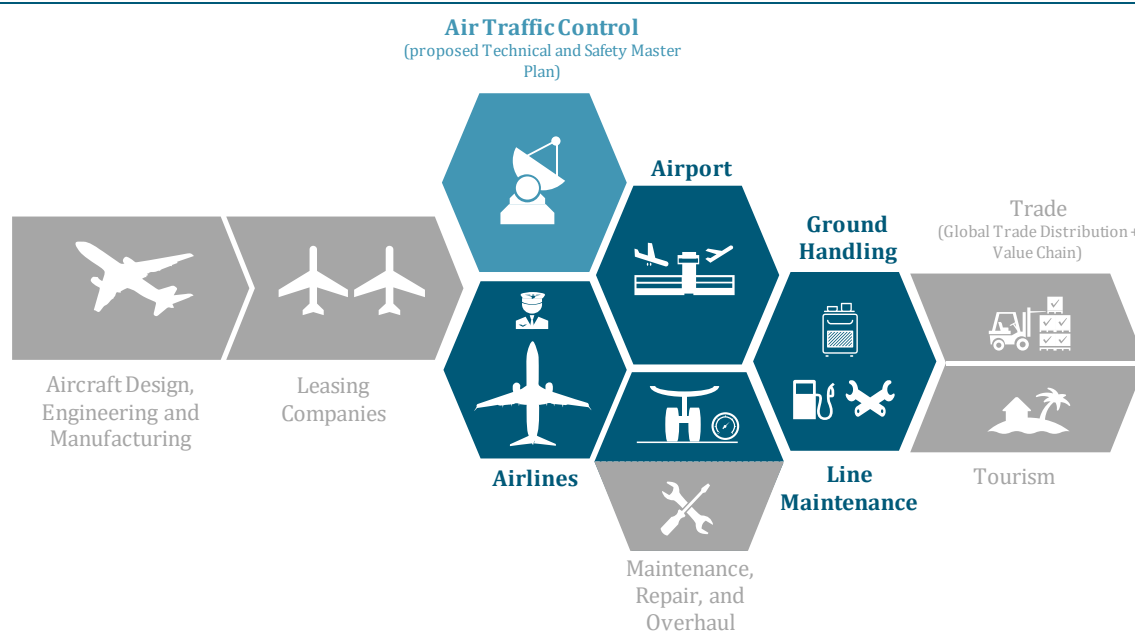 Air Traffic Control
(proposed Technical and Safety Master
Plan)
Airport
Ground
Handling
Trade
(Global Trade Distribution +
Value Chain)
Aircraft Design,
Engineering and
Manufacturing
Leasing
Companies
Airlines
Line
Maintenance
Tourism
Maintenance,
Repair, and
Overhaul